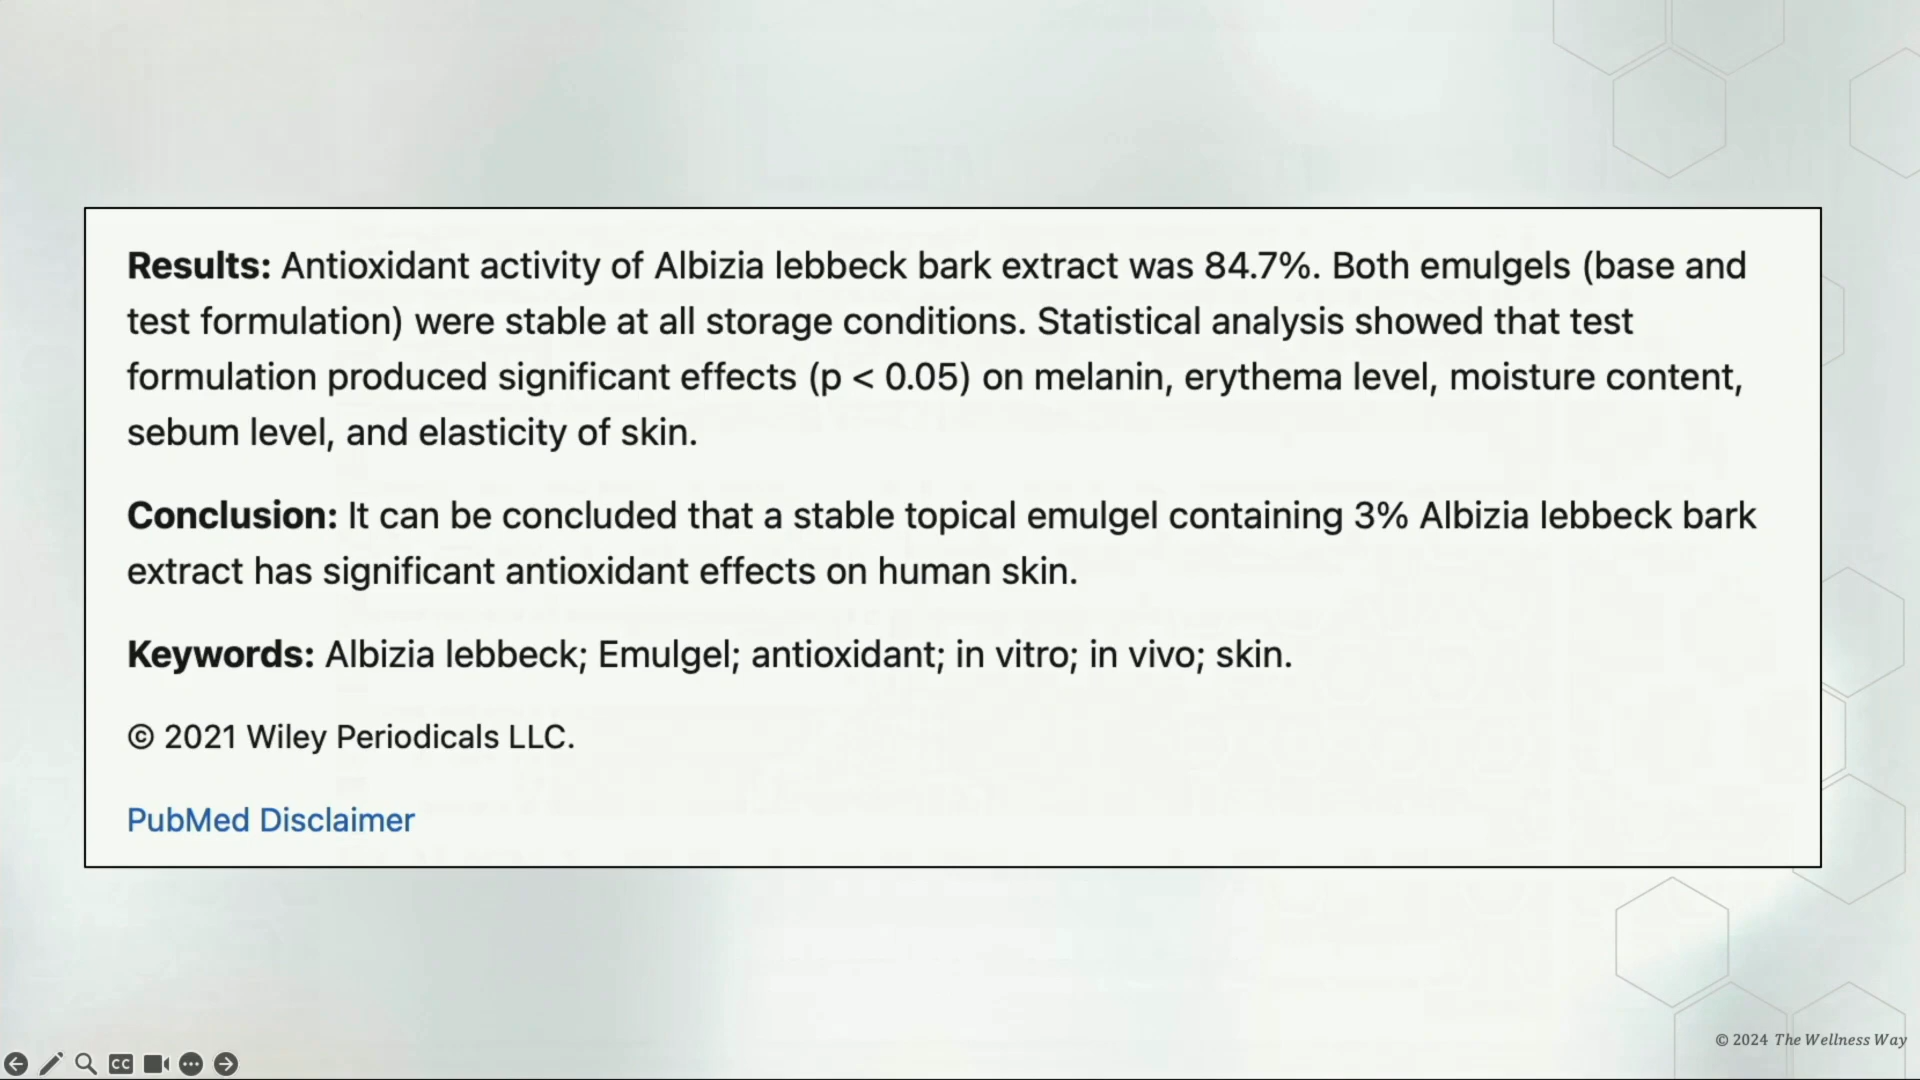 Results: Antioxidant activity of Albizia lebbeck bark extract was 84.7%. Both emulgels (base and
test formulation) were stable at all storage conditions. Statistical analysis showed that test
formulation produced significant effects (p < 0.05) on melanin, erythema level, moisture content,
sebum level, and elasticity of skin.
Conclusion: It can be concluded that a stable topical emulgel containing 3% Albizia lebbeck bark
extract has significant antioxidant effects on human skin.
Keywords: Albizia lebbeck; Emulgel; antioxidant; in vitro; in vivo; skin.
© 2021 Wiley Periodicals LLC.
PubMed Disclaimer
© 2024 The Wellness Way
CC